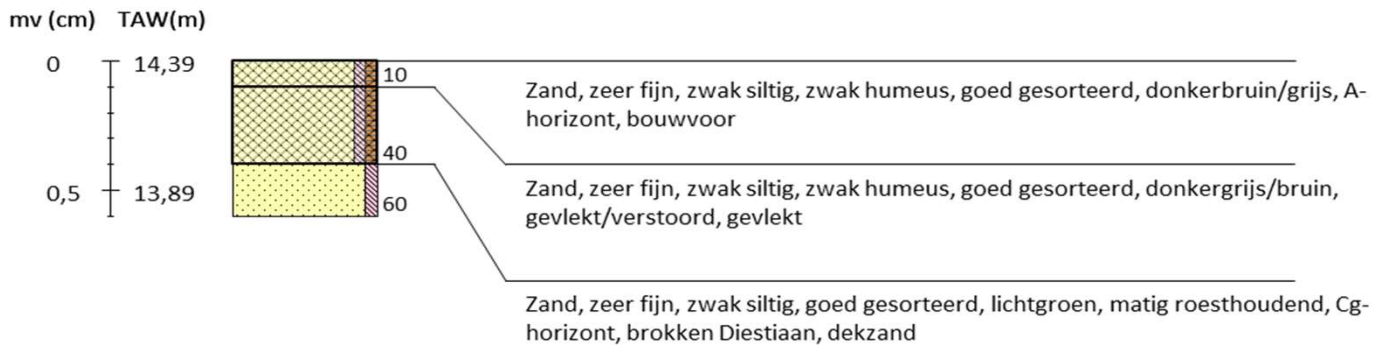 mv (cm) TAW(m)
0 14,39
10
Zand, zeer fijn, zwak siltig, zwak humeus, goed gesorteerd, donkerbruin/grijs, A-
horizont, bouwvoor
40
0,5 13,89
60
Zand, zeer fijn, zwak siltig, zwak humeus, goed gesorteerd, donkergrijs/bruin,
gevlekt/verstoord, gevlekt
Zand, zeer fijn, zwak siltig, goed gesorteerd, lichtgroen, matig roesthoudend, Cg-
horizont, brokken Diestiaan, dekzand